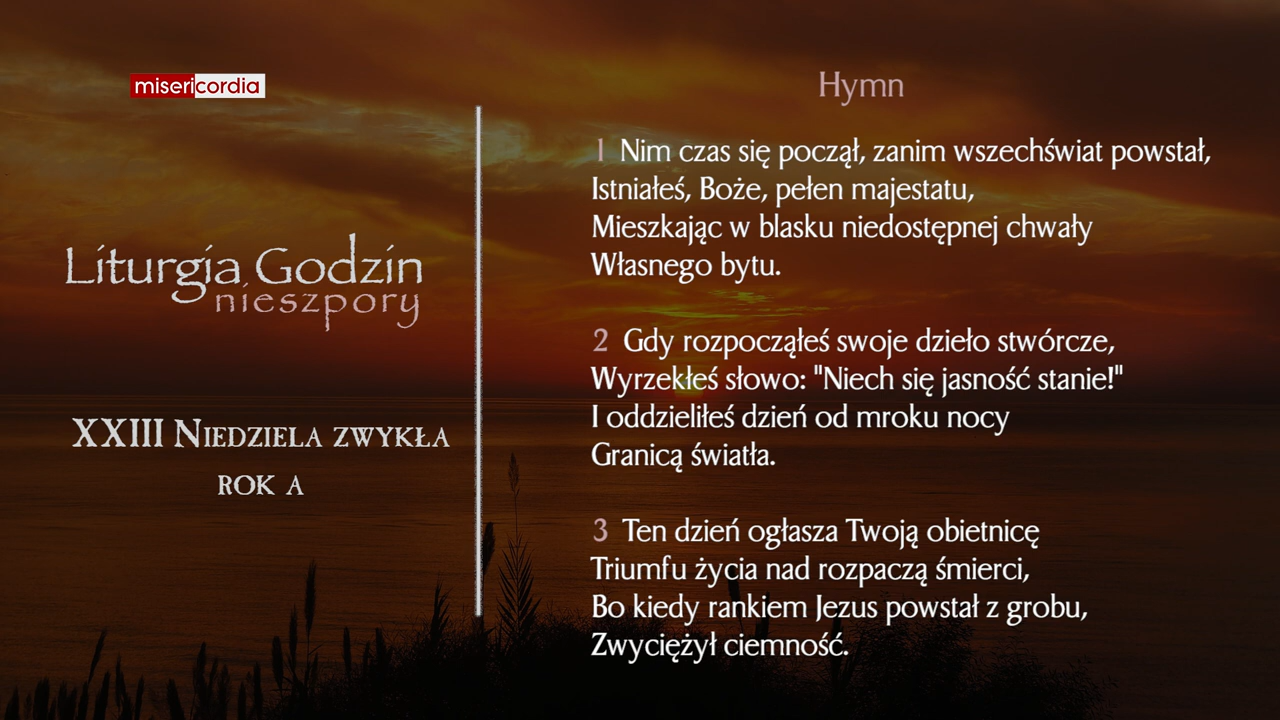 misericordia
Liturgia Godzin
nieszpory
XXIII Niedziela zwykła
rok a
Hymn
1 Nim czas się począł, zanim wszechświat powstał,
Istniałeś, Boże, pełen majestatu,
Mieszkając w blasku niedostępnej chwały
Własnego bytu.
2 Gdy rozpocząłeś swoje dzieło stwórcze,
Wyrzekłeś słowo: "Niech się jasność stanie!"
I oddzieliłeś dzień od mroku nocy
Granicą światła.
3 Ten dzień ogłasza Twoją obietnicę
Triumfu życia nad rozpaczą śmierci,
Bo kiedy rankiem Jezus powstał z grobu,
Zwyciężył ciemność.